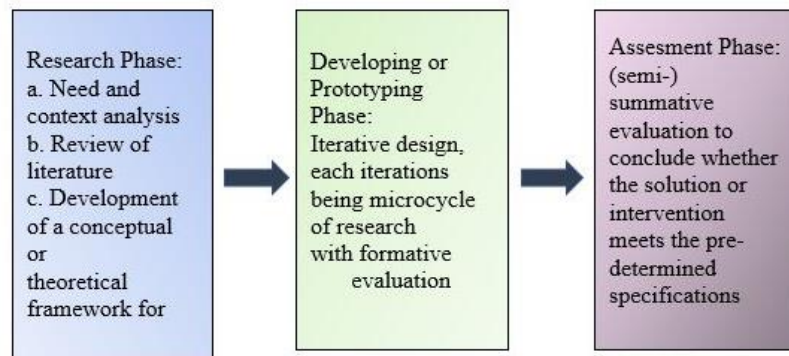 Research Phase:
a. Need and
context analysis
b. Review of
literature
c. Development
of a conceptual
or
theoretical
framework for
Developing or
Prototyping
Phase:
Iterative design,
each iterations
being microcycle
of research
with formative
evaluation
Assesment Phase:
(semi-)
summative
evaluation to
conclude whether
the solution or
intervention
meets the pre-
determined
specifications